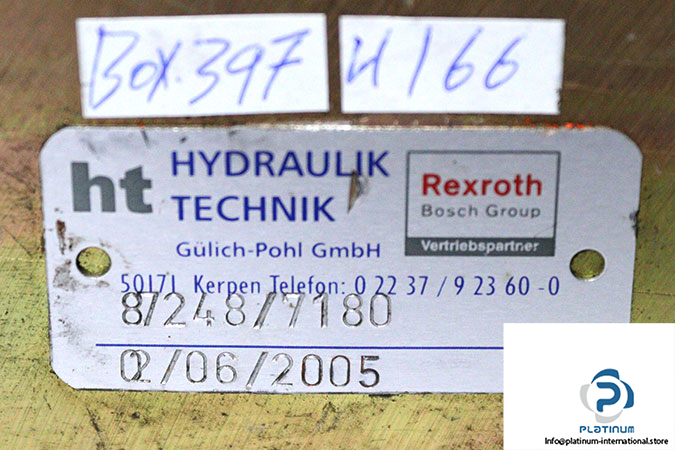 Box.397
4166
ht
HYDRAULIK
TECHNIK
Gülich-Pohl GmbH
Rexroth
Bosch Group
Vertriebspartner
50171 Kerpen Telefon: 0 22 37 / 9 23 60 - 0
8/248/7180
02/06/2005
PLATINUM
Info@platinum-international.store